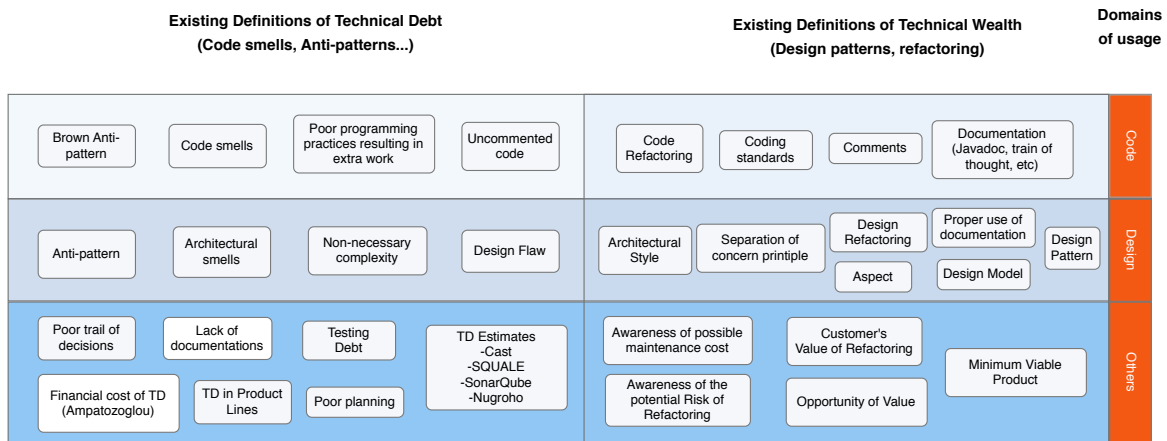 Existing Definitions of Technical Debt
(Code smells, Anti-patterns...)
Existing Definitions of Technical Wealth
(Design patterns, refactoring)
Domains
of usage
Brown Anti-
pattern
Code smells
Poor programming
practices resulting in
extra work
Uncommented
code
Code
Refactoring
Coding
standards
Comments
Documentation
(Javadoc, train of
thought, etc)
Code
Anti-pattern
Architectural
smells
Non-necessary
complexity
Design Flaw
Architectural
Style
Separation of
concern printiple
Design
Refactoring
Aspect
Proper use of
documentation
Design Model
Design
Pattern
Design
Poor trail of
decisions
Lack of
documentations
Testing
Debt
TD Estimates
-Cast
-SQUALE
-SonarQube
-Nugroho
Financial cost of TD
(Ampatozoglou)
TD in Product
Lines
Poor planning
Awareness of possible
maintenance cost
Customer's
Value of Refactoring
Minimum Viable
Product
Awareness of the
potential Risk of
Refactoring
Opportunity of Value
Others